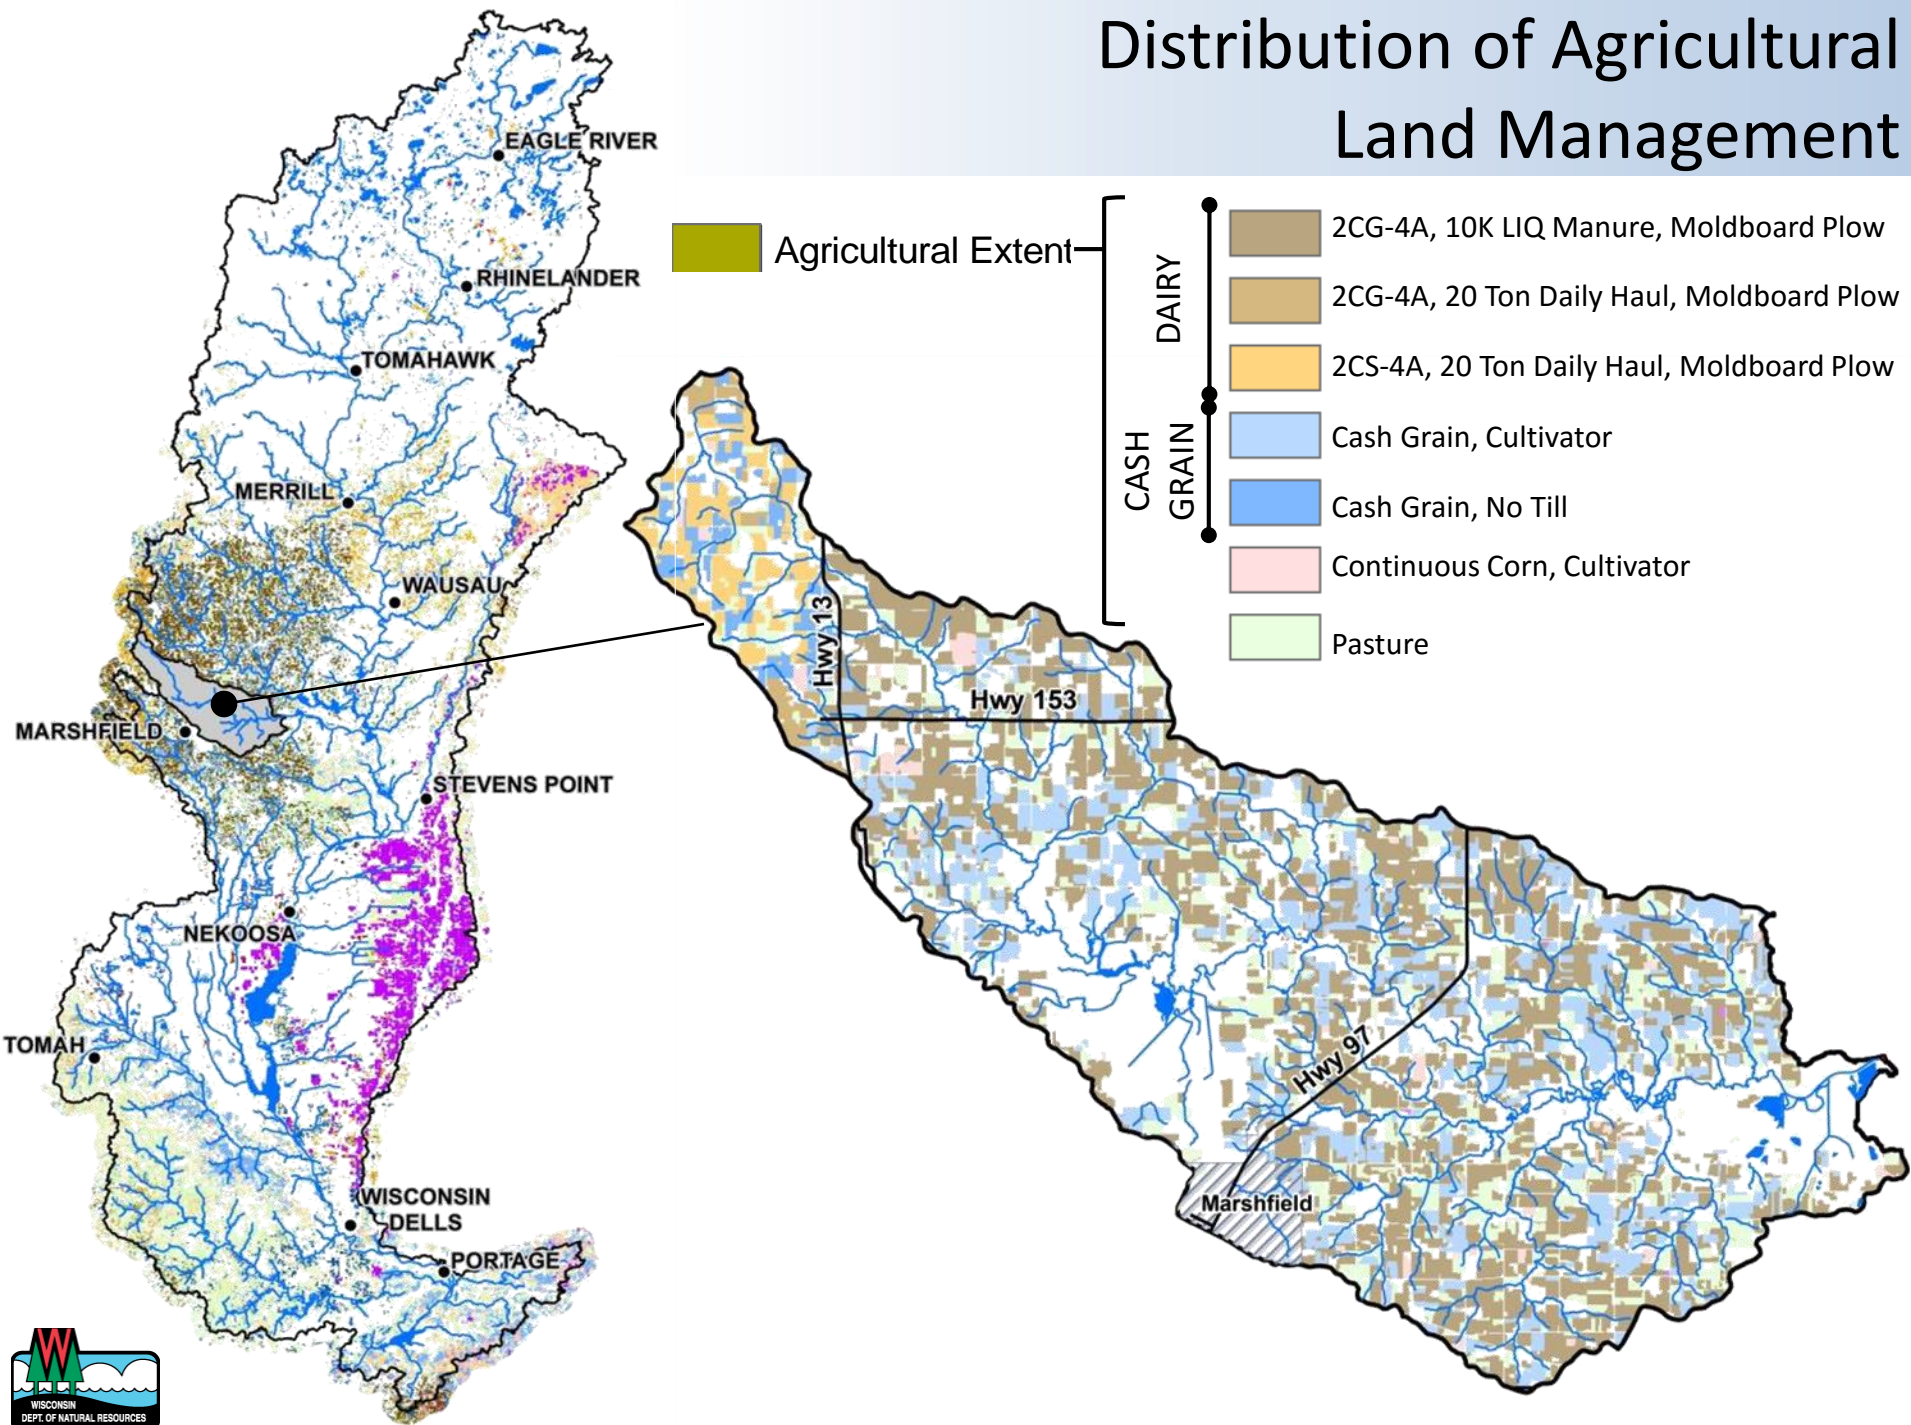 Distribution of Agricultural
Land Management
Agricultural Extent
DAIRY
CASH
GRAIN
2CG-4A, 10K LIQ Manure, Moldboard Plow
2CG-4A, 20 Ton Daily Haul, Moldboard Plow
2CS-4A, 20 Ton Daily Haul, Moldboard Plow
Cash Grain, Cultivator
Cash Grain, No Till
Continuous Corn, Cultivator
Pasture
EAGLE RIVER
RHINELANDER
TOMAHAWK
MERRILL
WAUSAU
MARSHFIELD
STEVENS POINT
NEKOOSA
TOMAH
WISCONSIN
DELLS
PORTAGE
Hwy 13
Hwy 153
Hwy 97
Marshfield
W
WISCONSIN
DEPT. OF NATURAL RESOURCES